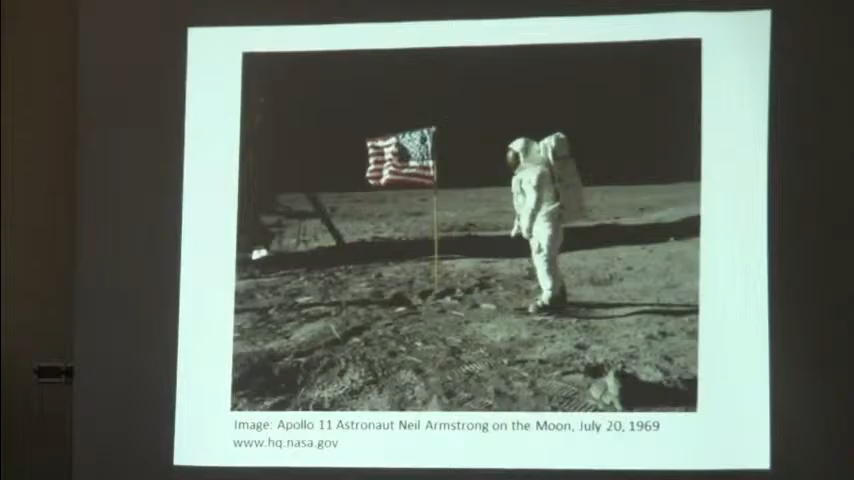 Image: Apollo 11 Astronaut Neil Armstrong on the Moon, July 20, 1969
www.hq.nasa.gov